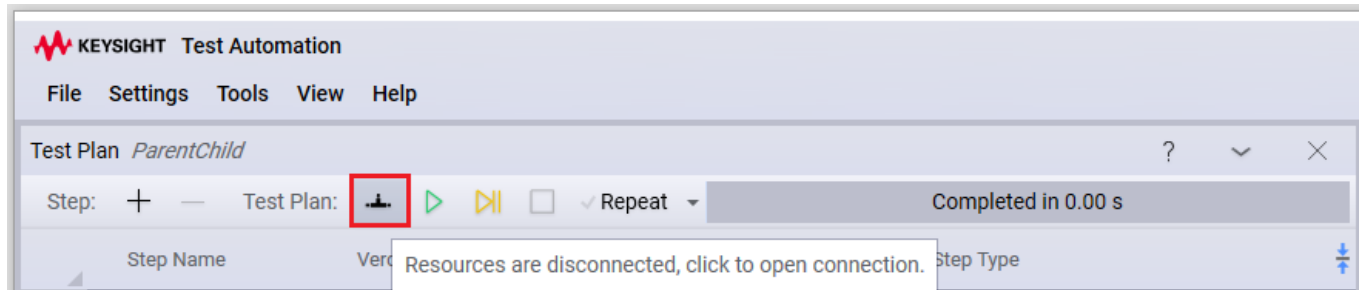 KEYSIGHT Test Automation
File Settings Tools View Help
Test Plan ParentChild ?
Step: Test Plan: Repeat Completed in 0.00 s
Step Name Verd Step Type
Resources are disconnected, click to open connection.